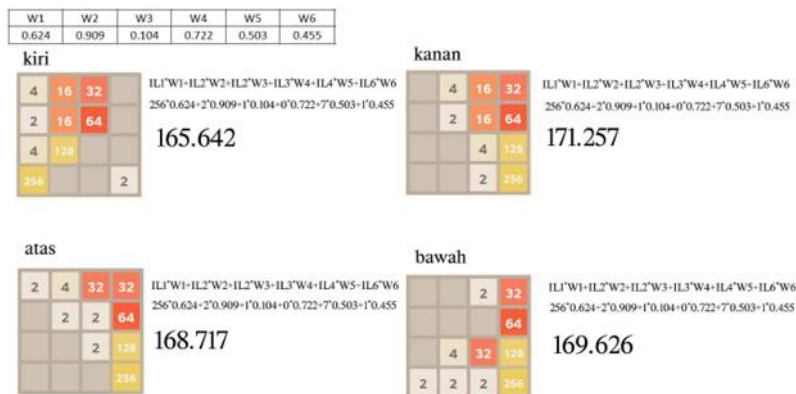 W1 W2 W3 W4 W5 W6
0.624 0.909 0.104 0.722 0.503 0.455
kiri
4 16 32
2 16 64
4 128
256 2
IL1*W1+IL2*W2+IL2*W3+IL3*W4+IL4*W5+IL6*W6
256*0.624+2*0.909+1*0.104+0*0.722+7*0.503+1*0.455
165.642
kanan
4 16 32
2 16 64
4 128
2 256
IL1*W1+IL2*W2+IL2*W3+IL3*W4+IL4*W5+IL6*W6
256*0.624+2*0.909+1*0.104+0*0.722+7*0.503+1*0.455
171.257
atas
2 4 32 32
2 2 64
2 128
256
IL1*W1+IL2*W2+IL2*W3+IL3*W4+IL4*W5+IL6*W6
256*0.624+2*0.909+1*0.104+0*0.722+7*0.503+1*0.455
168.717
bawah
2 32
64
4 32 128
2 2 2 256
IL1*W1+IL2*W2+IL2*W3+IL3*W4+IL4*W5+IL6*W6
256*0.624+2*0.909+1*0.104+0*0.722+7*0.503+1*0.455
169.626